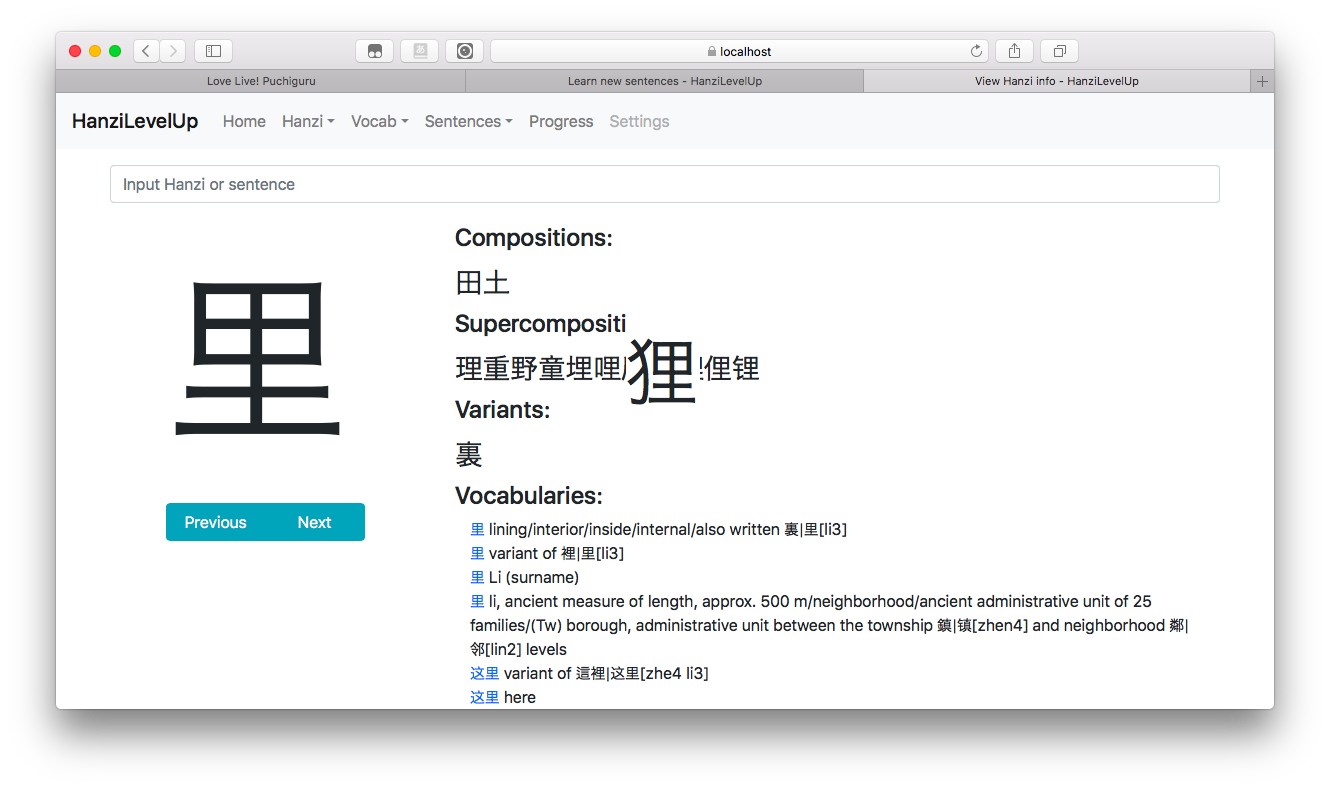 localhost
Love Live! Puchiguru
Learn new sentences - HanziLevelUp
View Hanzi info - HanziLevelUp
HanziLevelUp Home Hanzi Vocab Sentences Progress Settings
Input Hanzi or sentence
里
Previous Next
Compositions:
田土
Supercompositi
理重野童埋哩 狸 俚锂
Variants:
裏
Vocabularies:
里 lining/interior/inside/internal/also written 裏|里[li3]
里 variant of 裡|里[li3]
里 Li (surname)
里 li, ancient measure of length, approx. 500 m/neighborhood/ancient administrative unit of 25
families/(Tw) borough, administrative unit between the township 鎮|镇[zhen4] and neighborhood 鄰|
邻[lin2] levels
这里 variant of 這裡|这里[zhe4 li3]
这里 here